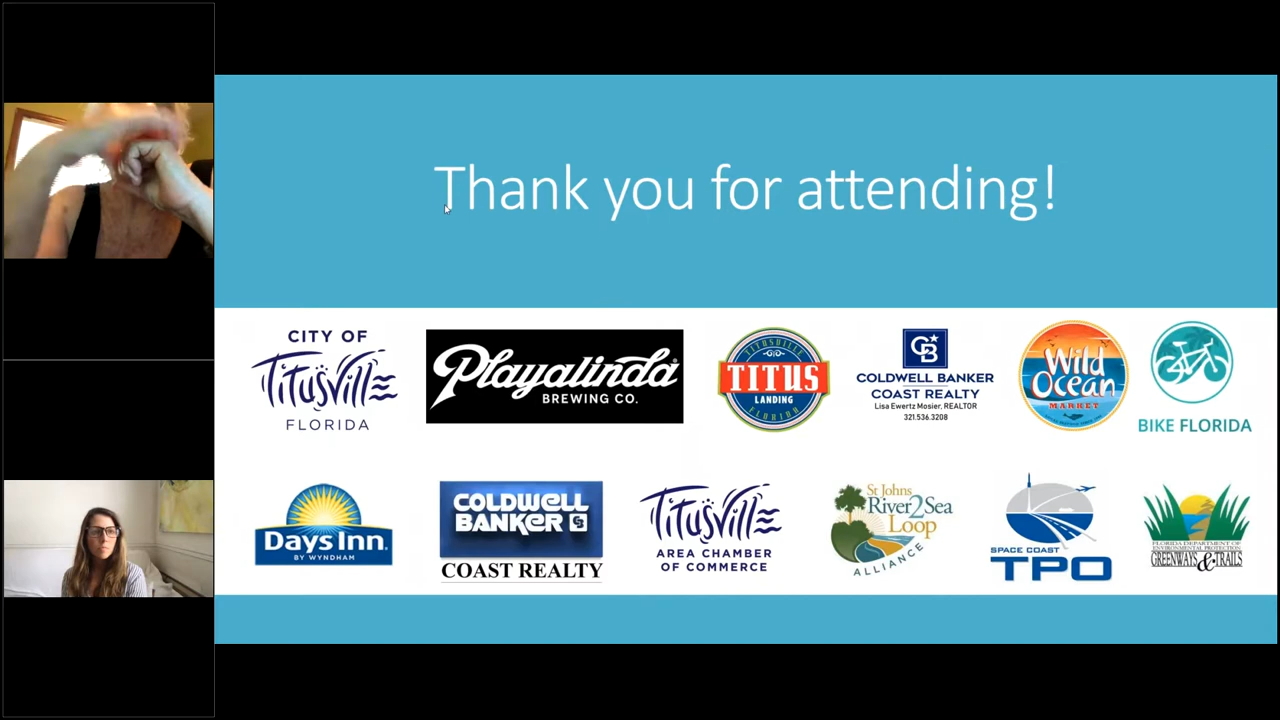 Thank you for attending!
CITY OF
Titusville
FLORIDA
Playalinda®
BREWING CO.
TITUSVILLE
TITUS
LANDING
FLORIDA
CB
COLDWELL BANKER
COAST REALTY
Lisa Ewertz Mosier, REALTOR
321.536.3208
Wild
Ocean
MARKET
BIKE FLORIDA
Days Inn
BY WYNDHAM
COLDWELL
BANKER CB
COAST REALTY
Titusville
AREA CHAMBER
OF COMMERCE
St Johns
River2Sea
Loop
ALLIANCE
SPACE COAST
TPO
FLORIDA DEPARTMENT OF
ENVIRONMENTAL PROTECTION
GREENWAYS & TRAILS